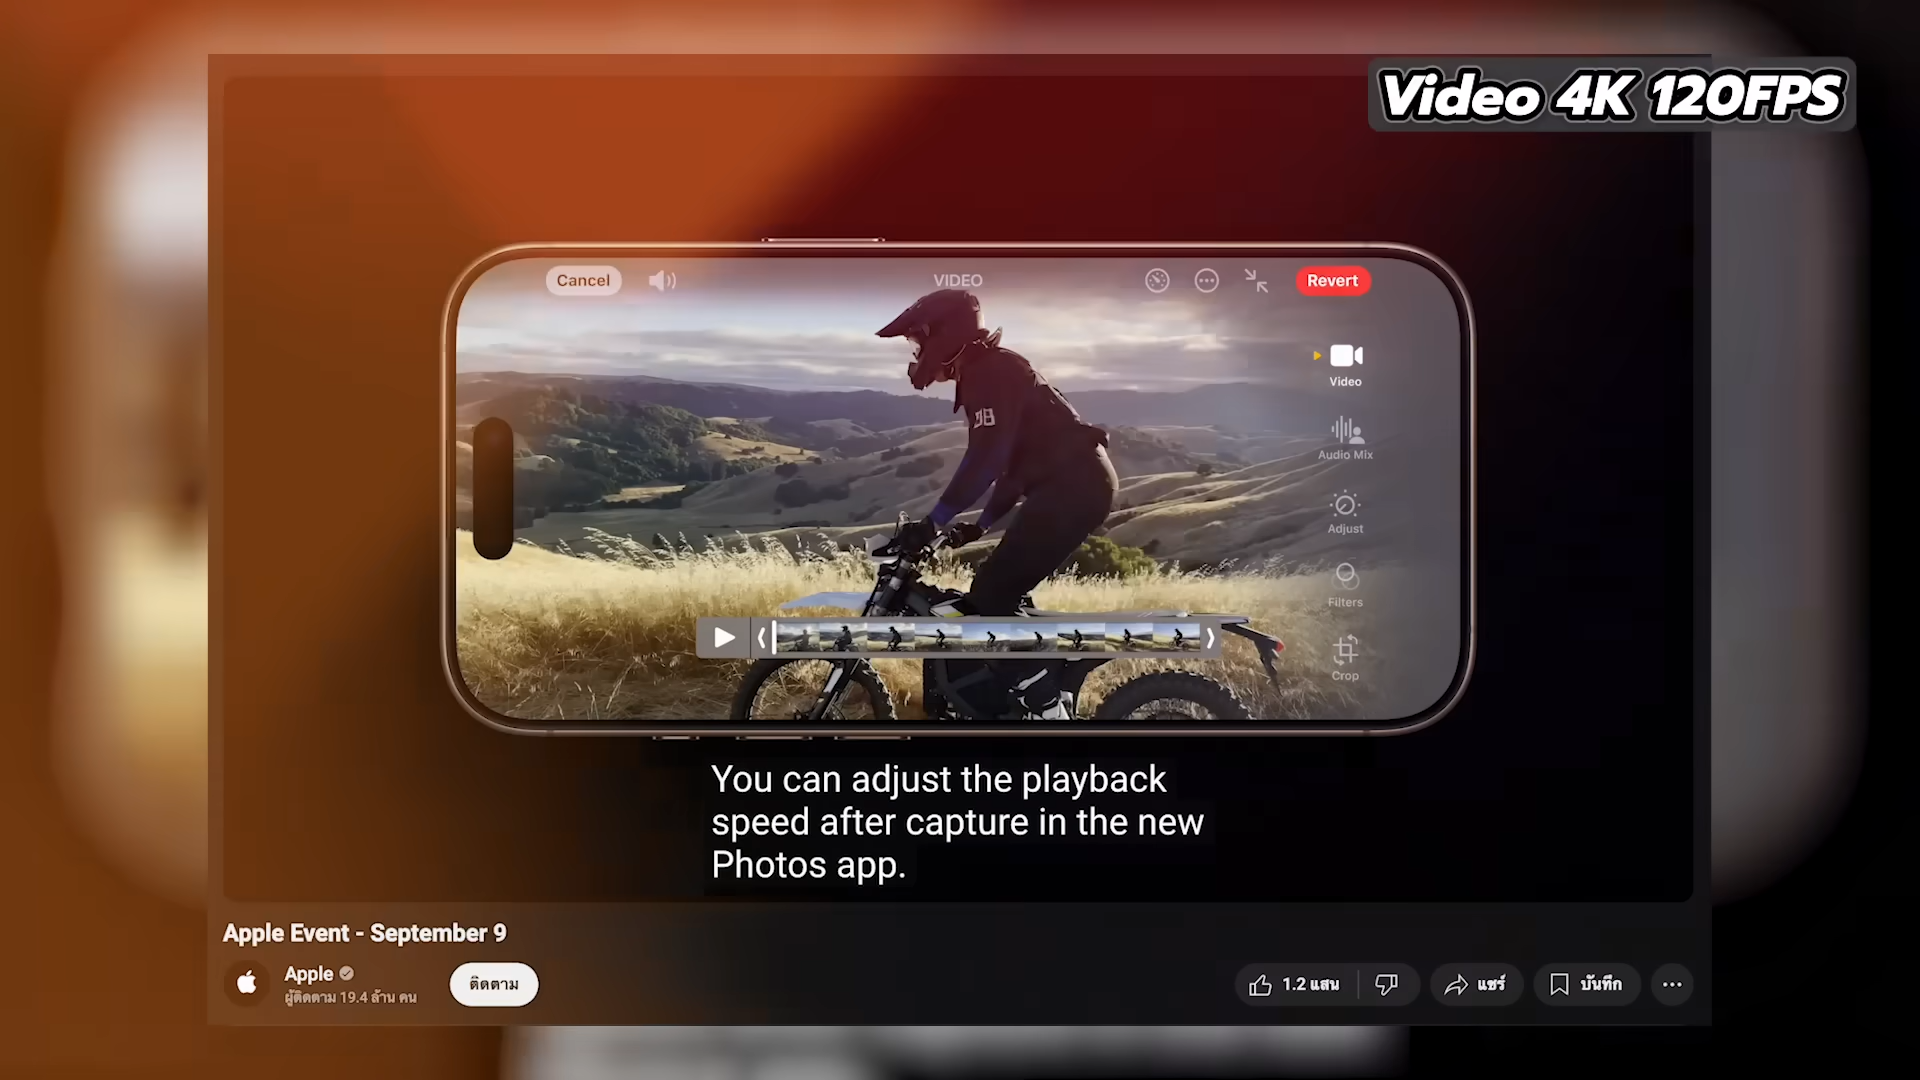 Video 4K 120FPS
Cancel
VIDEO
Revert
Video
38
Audio Mix
Adjust
Filters
Crop
You can adjust the playback
speed after capture in the new
Photos app.
Apple Event - September 9
Apple
ผู้ติดตาม 19.4 ล้าน คน
ติดตาม
1.2 แสน
แชร์
บันทึก